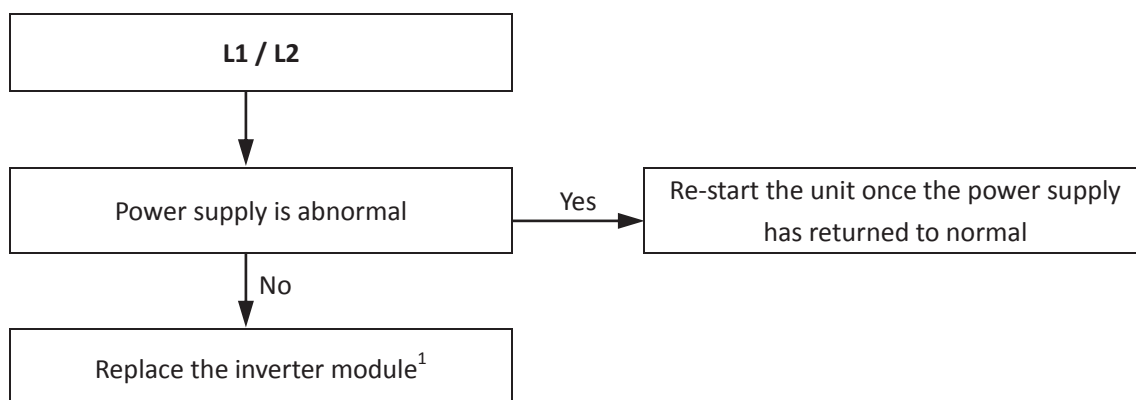 L1 / L2
Power supply is abnormal
Yes
Re-start the unit once the power supply
has returned to normal
No
Replace the inverter module¹